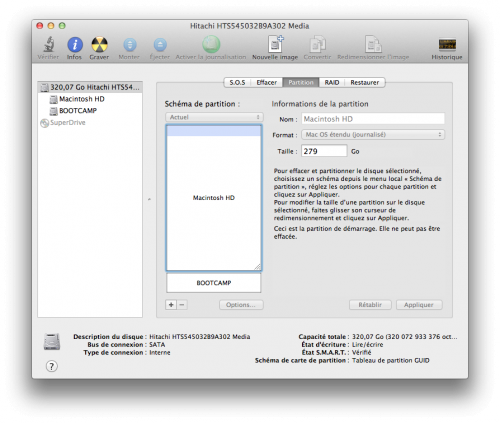 Hitachi HTS545032B9A302 Media
Vérifier Infos Graver Monter Éjecter Activer la journalisation Nouvelle image Convertir Redimensionner l'image Historique
320,07 Go Hitachi HTS54...
Macintosh HD
BOOTCAMP
SuperDrive
S.O.S Effacer Partition RAID Restaurer
Schéma de partition :
Actuel
Macintosh HD
BOOTCAMP
+ − Options...
Informations de la partition
Nom : Macintosh HD
Format : Mac OS étendu (journalisé)
Taille : 279 Go
Pour effacer et partitionner le disque sélectionné,
choisissez un schéma depuis le menu local « Schéma
de partition », réglez les options pour chaque partition et
cliquez sur Appliquer.
Pour modifier la taille d'une partition sur le disque
sélectionné, faites glisser son curseur de
redimensionnement et cliquez sur Appliquer.
Ceci est la partition de démarrage. Elle ne peut pas être
effacée.
Rétablir Appliquer
Description du disque : Hitachi HTS545032B9A302 Media
Bus de connexion : SATA
Type de connexion : Interne
Capacité totale : 320,07 Go (320 072 933 376 oct...
État d'écriture : Lire/écrire
État S.M.A.R.T. : Vérifié
Schéma de carte de partition : Tableau de partition GUID
?